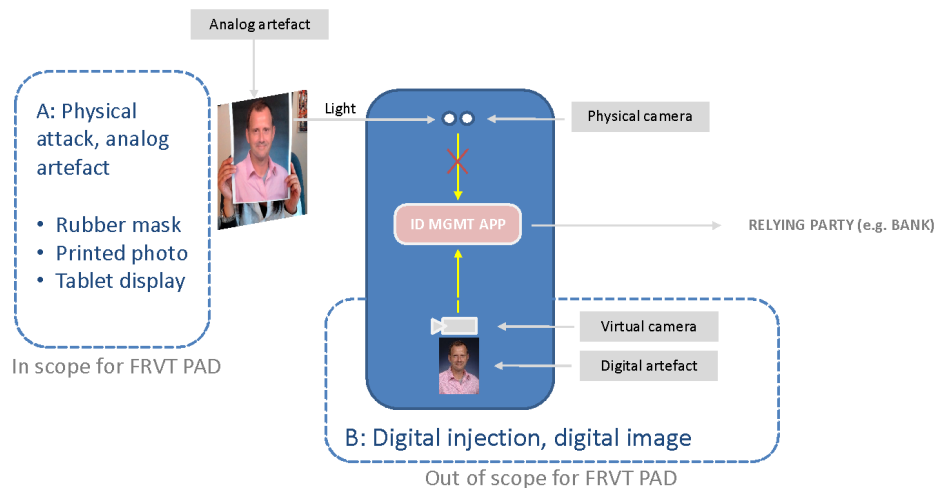 Analog artefact
A: Physical
attack, analog
artefact
• Rubber mask
• Printed photo
• Tablet display
In scope for FRVT PAD
Light
Physical camera
ID MGMT APP
RELYING PARTY (e.g. BANK)
Virtual camera
Digital artefact
B: Digital injection, digital image
Out of scope for FRVT PAD